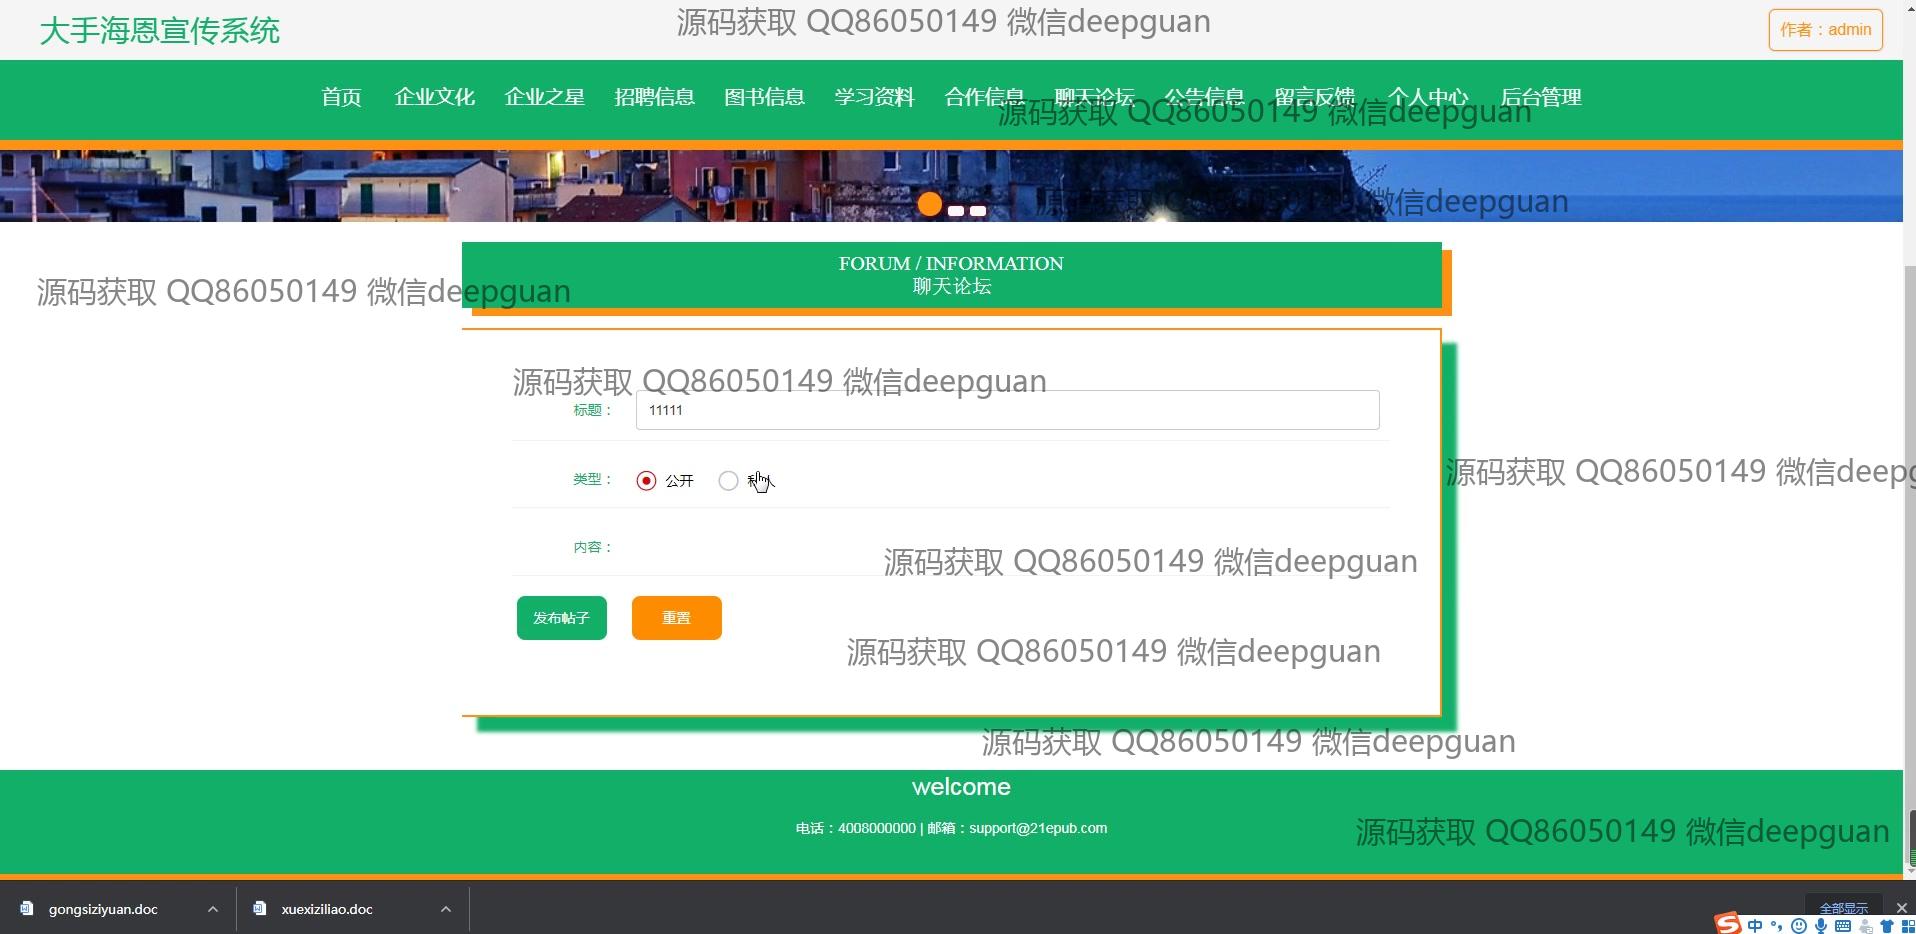 大手海恩宣传系统
源码获取 QQ86050149 微信deepguan
作者：admin
首页 企业文化 企业之星 招聘信息 图书信息 学习资料 合作信息 聊天论坛 公告信息 留言反馈 个人中心 后台管理
源码获取 QQ86050149 微信deepguan
源码获取 QQ86050149 微信deepguan
FORUM / INFORMATION
聊天论坛
源码获取 QQ86050149 微信deepguan
源码获取 QQ86050149 微信deepguan
标题： 11111
源码获取 QQ86050149 微信deepg
类型： 公开
内容：
源码获取 QQ86050149 微信deepguan
发布帖子 重置
源码获取 QQ86050149 微信deepguan
源码获取 QQ86050149 微信deepguan
welcome
电话：4008000000 | 邮箱：support@21epub.com
源码获取 QQ86050149 微信deepguan
gongsiziyuan.doc xuexiziliao.doc 全部显示
中